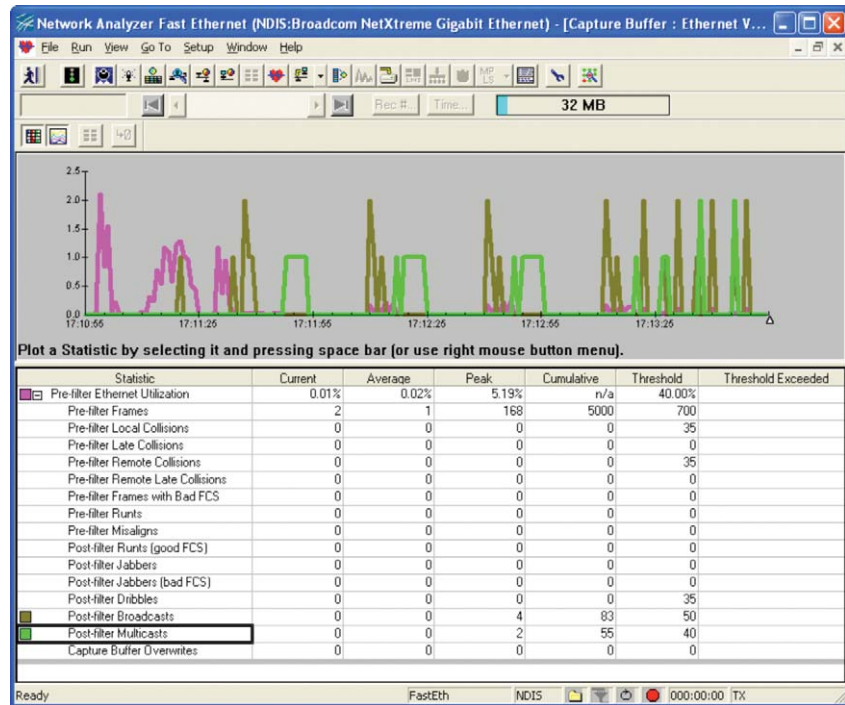 Network Analyzer Fast Ethernet (NDIS:Broadcom NetXtreme Gigabit Ethernet) - [Capture Buffer : Ethernet V...
File Run View Go To Setup Window Help
MP LS
Rec #... Time... 32 MB
2.5
2.0
1.5
1.0
0.5
0.0
17:10:55 17:11:25 17:11:55 17:12:25 17:12:55 17:13:25
Plot a Statistic by selecting it and pressing space bar (or use right mouse button menu).
Statistic Current Average Peak Cumulative Threshold Threshold Exceeded
Pre-filter Ethernet Utilization 0.01% 0.02% 5.19% n/a 40.00%
Pre-filter Frames 2 1 168 5000 700
Pre-filter Local Collisions 0 0 0 0 35
Pre-filter Late Collisions 0 0 0 0 0
Pre-filter Remote Collisions 0 0 0 0 35
Pre-filter Remote Late Collisions 0 0 0 0 0
Pre-filter Frames with Bad FCS 0 0 0 0 0
Pre-filter Runts 0 0 0 0 0
Pre-filter Misaligns 0 0 0 0 0
Post-filter Runts (good FCS) 0 0 0 0 0
Post-filter Jabbers 0 0 0 0 0
Post-filter Jabbers (bad FCS) 0 0 0 0 0
Post-filter Dribbles 0 0 0 0 35
Post-filter Broadcasts 0 0 4 83 50
Post-filter Multicasts 0 0 2 55 40
Capture Buffer Overwrites 0 0 0 0 0
Ready FastEth NDIS 000:00:00 TX